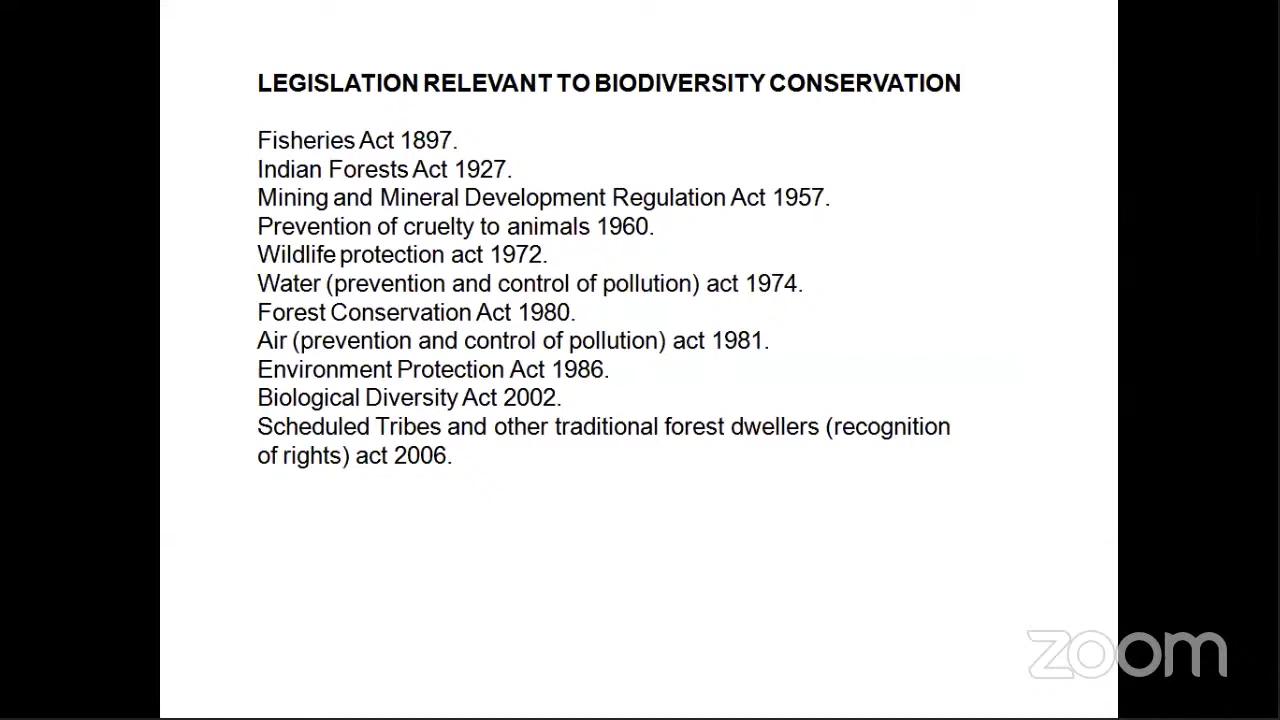 LEGISLATION RELEVANT TO BIODIVERSITY CONSERVATION
Fisheries Act 1897.
Indian Forests Act 1927.
Mining and Mineral Development Regulation Act 1957.
Prevention of cruelty to animals 1960.
Wildlife protection act 1972.
Water (prevention and control of pollution) act 1974.
Forest Conservation Act 1980.
Air (prevention and control of pollution) act 1981.
Environment Protection Act 1986.
Biological Diversity Act 2002.
Scheduled Tribes and other traditional forest dwellers (recognition
of rights) act 2006.
zoom